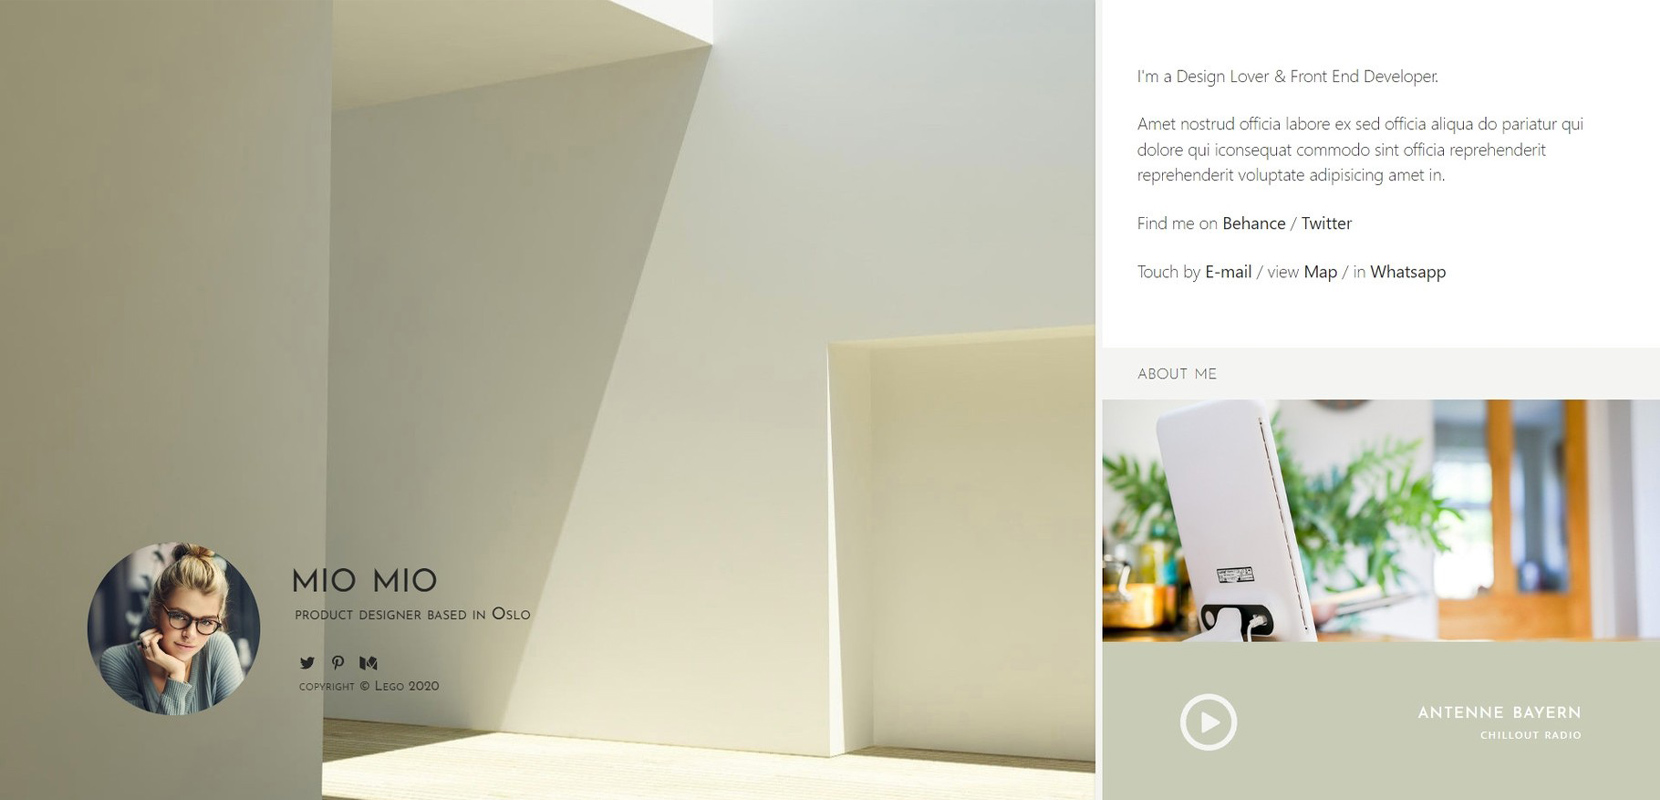 MIO MIO
PRODUCT DESIGNER BASED IN OSLO
COPYRIGHT © LEGO 2020
I'm a Design Lover & Front End Developer.
Amet nostrud officia labore ex sed officia aliqua do pariatur qui
dolore qui iconsequat commodo sint officia reprehenderit
reprehenderit voluptate adipisicing amet in.
Find me on Behance / Twitter
Touch by E-mail / view Map / in Whatsapp
ABOUT ME
ANTENNE BAYERN
CHILLOUT RADIO